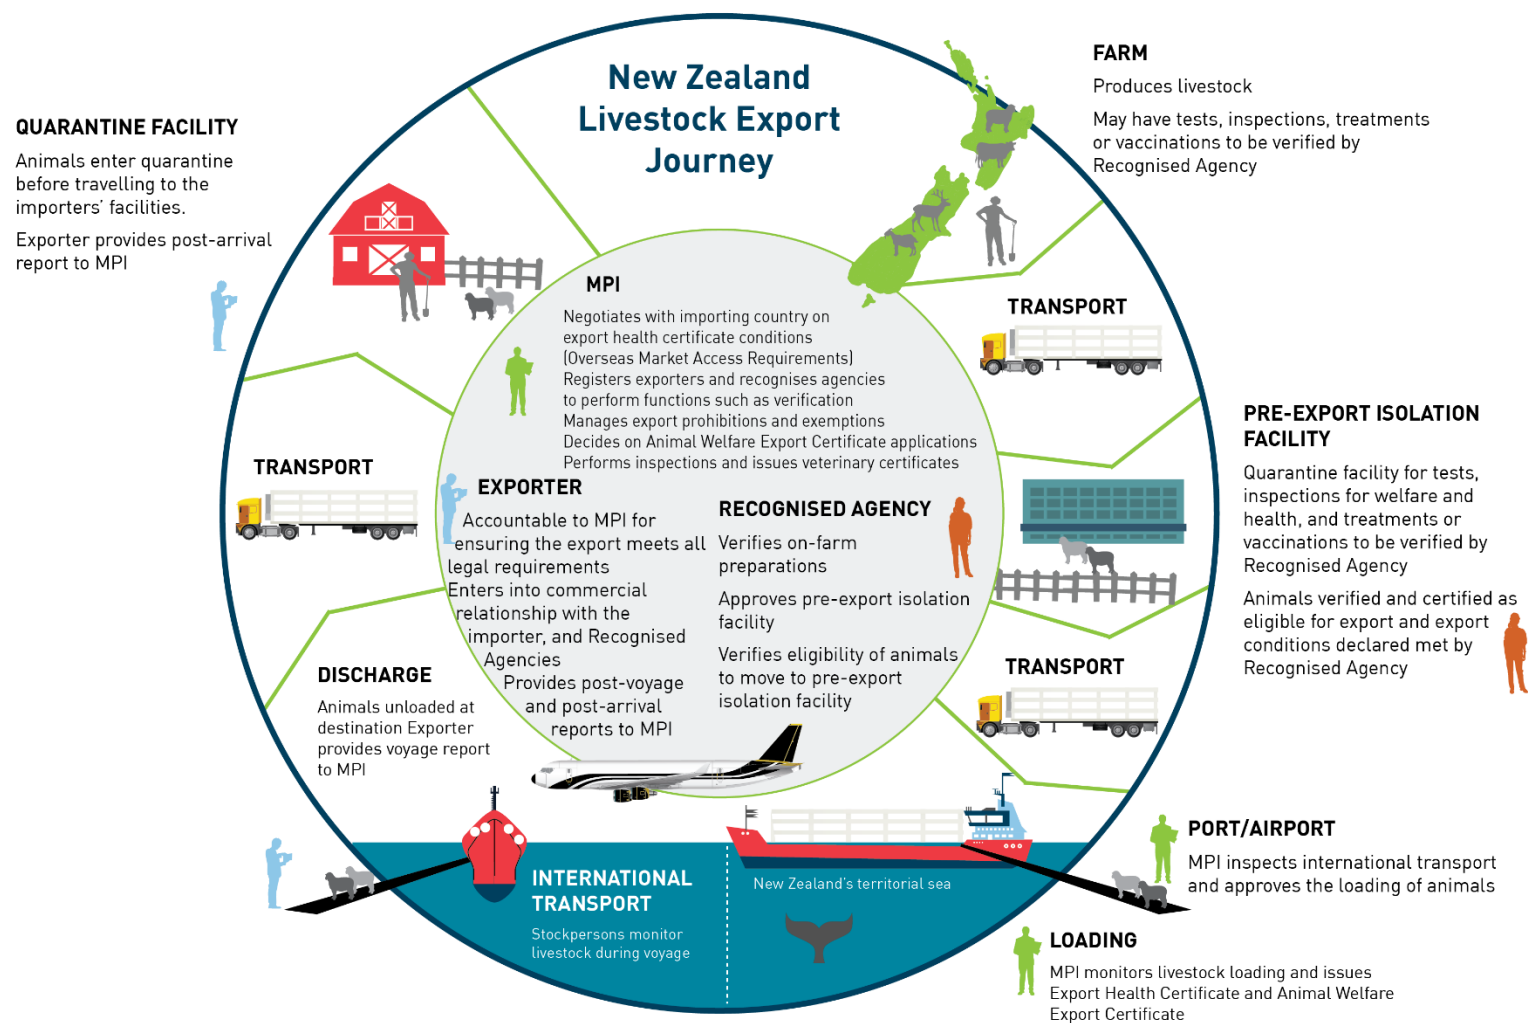 New Zealand
Livestock Export
Journey
FARM
Produces livestock
May have tests, inspections, treatments
or vaccinations to be verified by
Recognised Agency
TRANSPORT
PRE-EXPORT ISOLATION
FACILITY
Quarantine facility for tests,
inspections for welfare and
health, and treatments or
vaccinations to be verified by
Recognised Agency
Animals verified and certified as
eligible for export and export
conditions declared met by
Recognised Agency
TRANSPORT
PORT/AIRPORT
MPI inspects international transport
and approves the loading of animals
LOADING
MPI monitors livestock loading and issues
Export Health Certificate and Animal Welfare
Export Certificate
New Zealand's territorial sea
INTERNATIONAL
TRANSPORT
Stockpersons monitor
livestock during voyage
DISCHARGE
Animals unloaded at
destination Exporter
provides voyage report
to MPI
TRANSPORT
QUARANTINE FACILITY
Animals enter quarantine
before travelling to the
importers' facilities.
Exporter provides post-arrival
report to MPI
MPI
Negotiates with importing country on
export health certificate conditions
(Overseas Market Access Requirements)
Registers exporters and recognises agencies
to perform functions such as verification
Manages export prohibitions and exemptions
Decides on Animal Welfare Export Certificate applications
Performs inspections and issues veterinary certificates
EXPORTER
Accountable to MPI for
ensuring the export meets all
legal requirements
Enters into commercial
relationship with the
importer, and Recognised
Agencies
Provides post-voyage
and post-arrival
reports to MPI
RECOGNISED AGENCY
Verifies on-farm
preparations
Approves pre-export isolation
facility
Verifies eligibility of animals
to move to pre-export
isolation facility